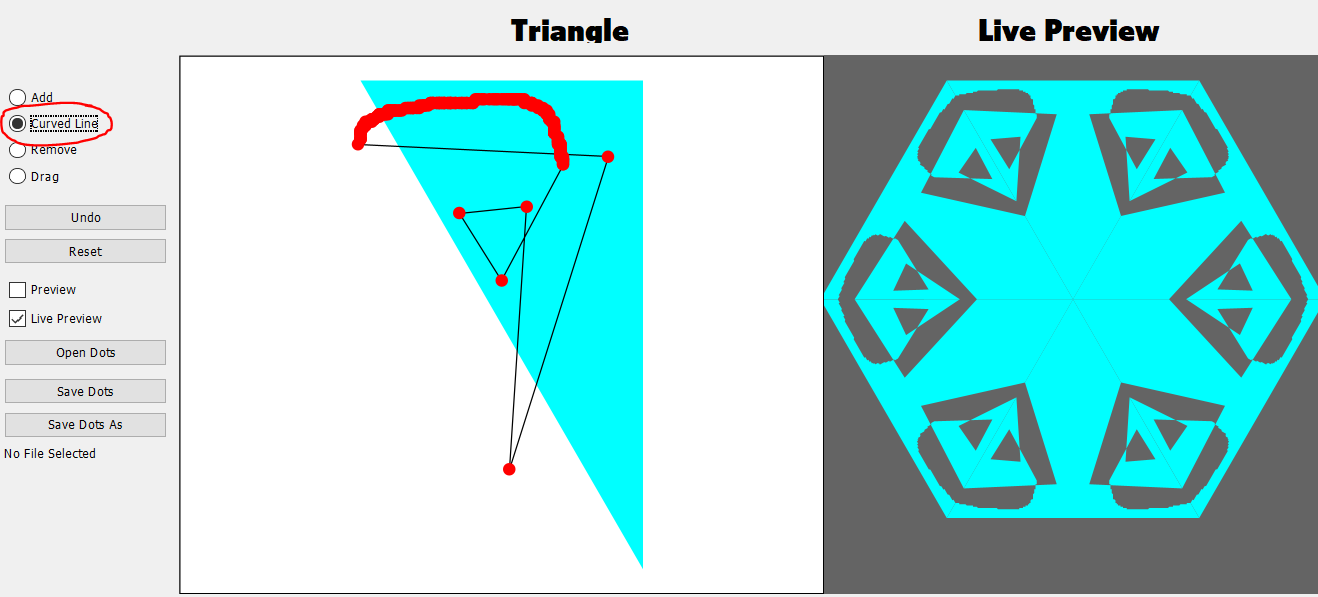 Triangle
Live Preview
Add
Curved Line
Remove
Drag
Undo
Reset
Preview
Live Preview
Open Dots
Save Dots
Save Dots As
No File Selected